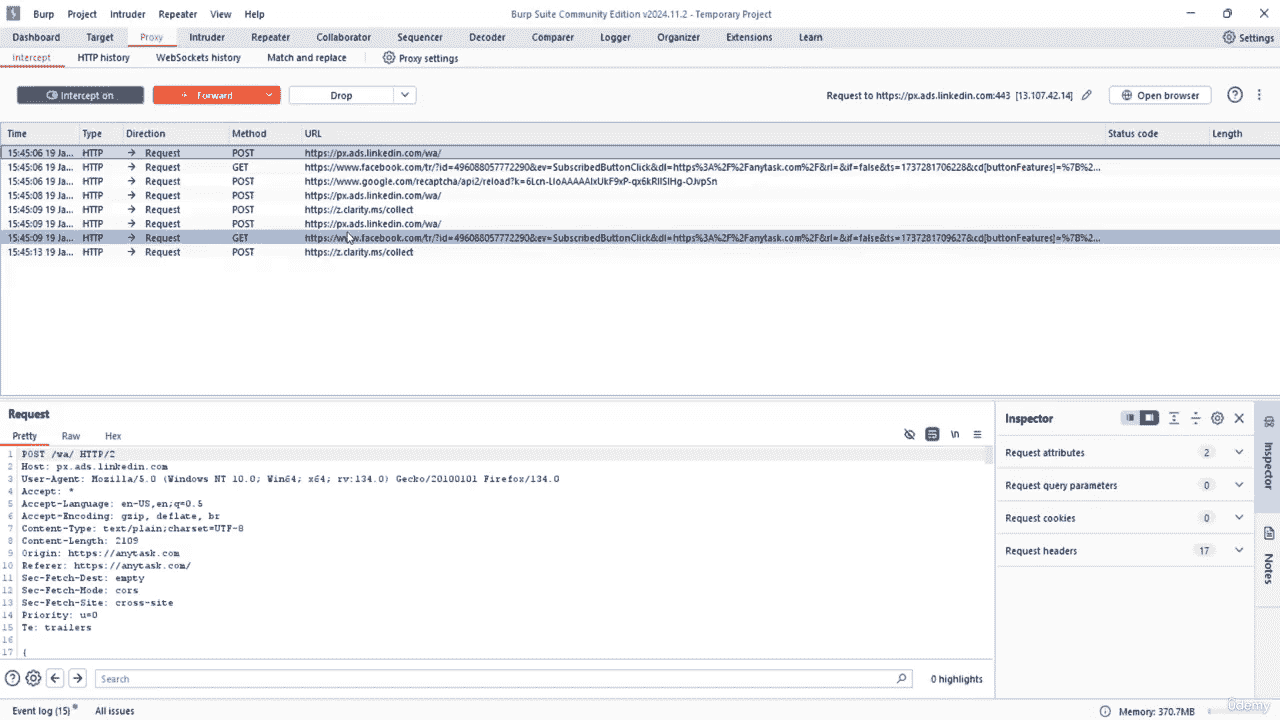 Burp Project Intruder Repeater View Help Burp Suite Community Edition v2024.11.2 - Temporary Project
Dashboard Target Proxy Intruder Repeater Collaborator Sequencer Decoder Comparer Logger Organizer Extensions Learn Settings
Intercept HTTP history WebSockets history Match and replace Proxy settings
Intercept on Forward Drop Request to https://px.ads.linkedin.com:443 [13.107.42.14] Open browser
Time Type Direction Method URL Status code Length
15:45:06 19 Ja... HTTP → Request POST https://px.ads.linkedin.com/wa/
15:45:06 19 Ja... HTTP → Request GET https://www.facebook.com/tr/?id=496088057772290&ev=SubscribedButtonClick&dl=https%3A%2F%2Fanytask.com%2F&rl=&if=false&ts=1737281706228&cd[buttonFeatures]=%7B%2...
15:45:06 19 Ja... HTTP → Request POST
15:45:08 19 Ja... HTTP → Request POST https://px.ads.linkedin.com/wa/
15:45:09 19 Ja... HTTP → Request POST https://z.clarity.ms/collect
15:45:09 19 Ja... HTTP → Request POST https://px.ads.linkedin.com/wa/
15:45:09 19 Ja... HTTP → Request GET https://www.facebook.com/tr/?id=496088057772290&ev=SubscribedButtonClick&dl=https%3A%2F%2Fanytask.com%2F&rl=&if=false&ts=1737281709627&cd[buttonFeatures]=%7B%2...
15:45:13 19 Ja... HTTP → Request POST https://z.clarity.ms/collect
Request
Pretty Raw Hex \n
1 POST /wa/ HTTP/2
2 Host: px.ads.linkedin.com
3 User-Agent: Mozilla/5.0 (Windows NT 10.0; Win64; x64; rv:134.0) Gecko/20100101 Firefox/134.0
4 Accept: *
5 Accept-Language: en-US,en;q=0.5
6 Accept-Encoding: gzip, deflate, br
7 Content-Type: text/plain;charset=UTF-8
8 Content-Length: 2109
9 Origin: https://anytask.com
10 Referer: https://anytask.com/
11 Sec-Fetch-Dest: empty
12 Sec-Fetch-Mode: cors
13 Sec-Fetch-Site: cross-site
14 Priority: u=0
15 Te: trailers
16
17 {
Inspector
Request attributes 2
Request query parameters 0
Request cookies 0
Request headers 17
Inspector
Notes
Search 0 highlights
Event log (15) All issues Memory: 370.7MB
Udemy